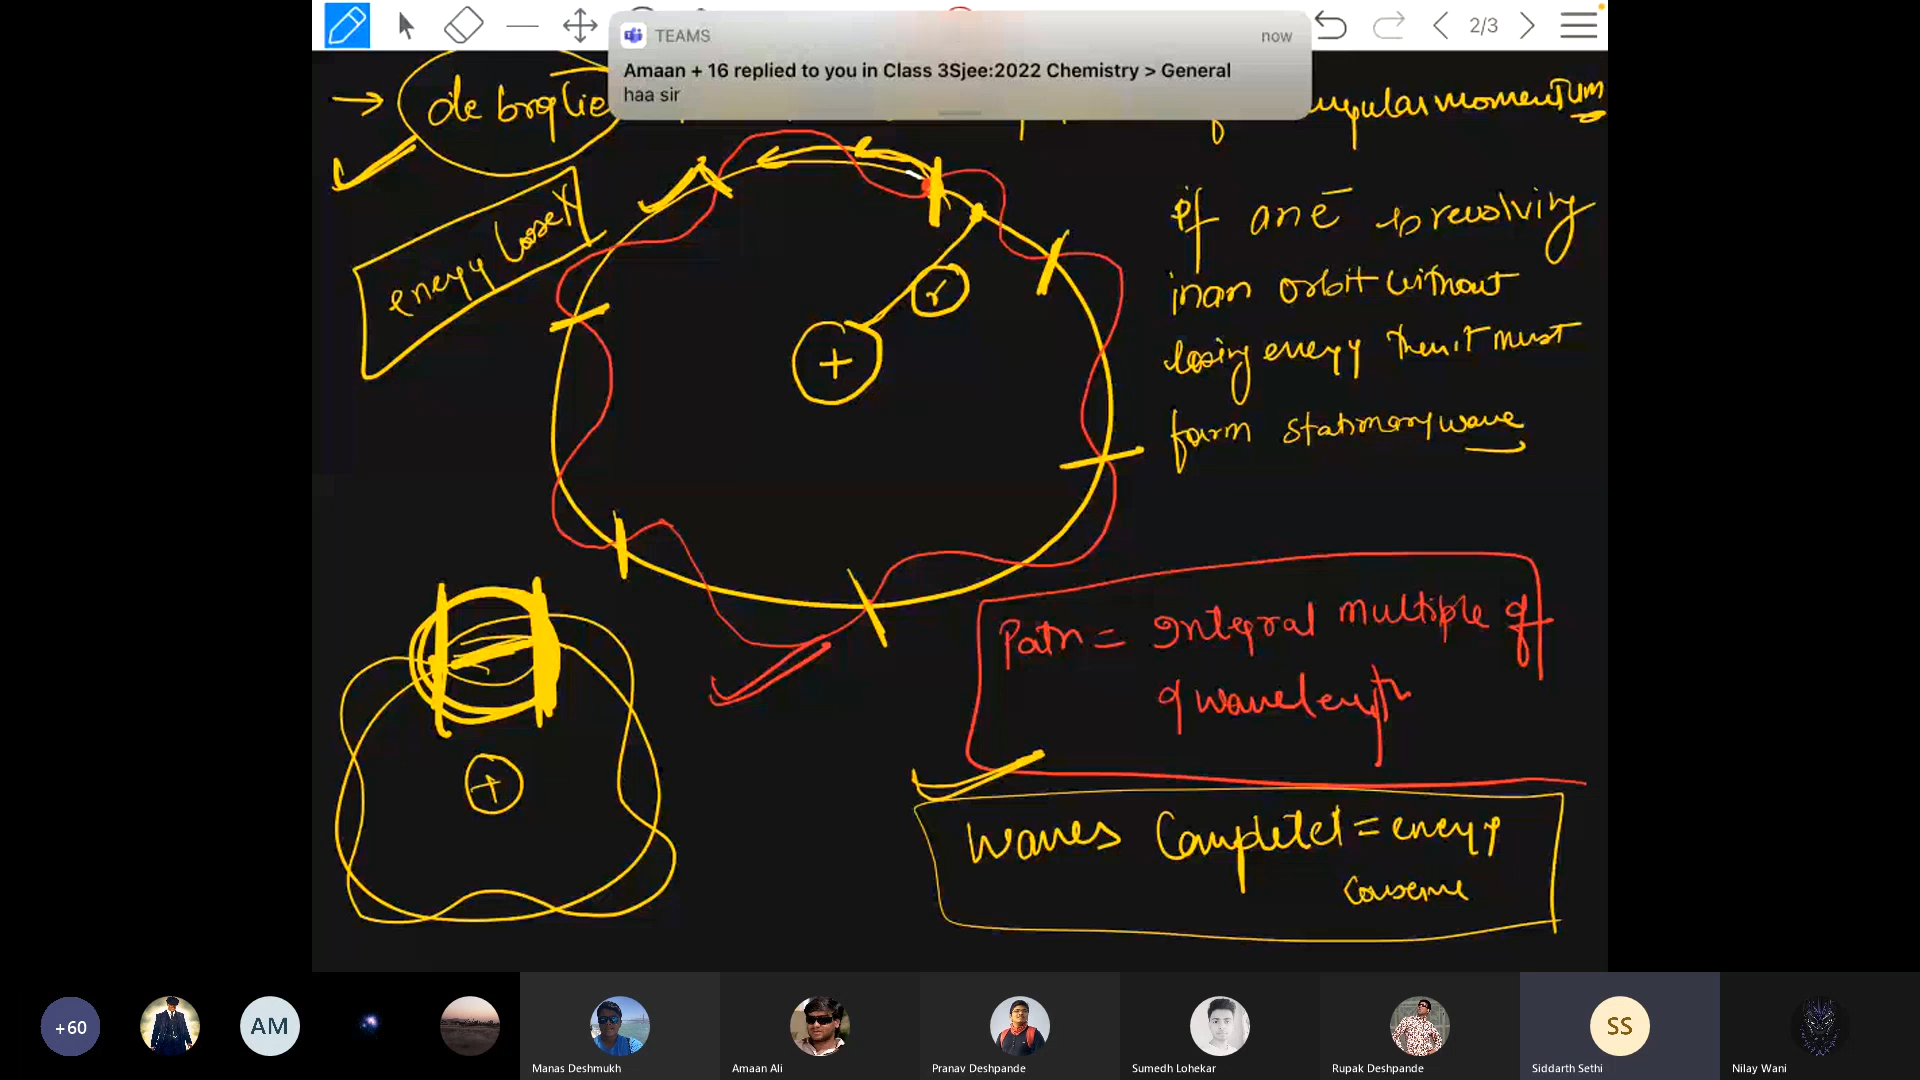 2/3
TEAMS
now
Amaan + 16 replied to you in Class 3Sjee:2022 Chemistry > General
haa sir
→ de broglie
angular momentum
energy loose X
if an e⁻ is revolving
in an orbit without
losing energy then it must
form stationary wave
r
+
Path = Integral multiple of
of wavelength
+
Waves Completed = energy
Conserve
+60
AM
SS
Manas Deshmukh
Amaan Ali
Pranav Deshpande
Sumedh Lohekar
Rupak Deshpande
Siddarth Sethi
Nilay Wani